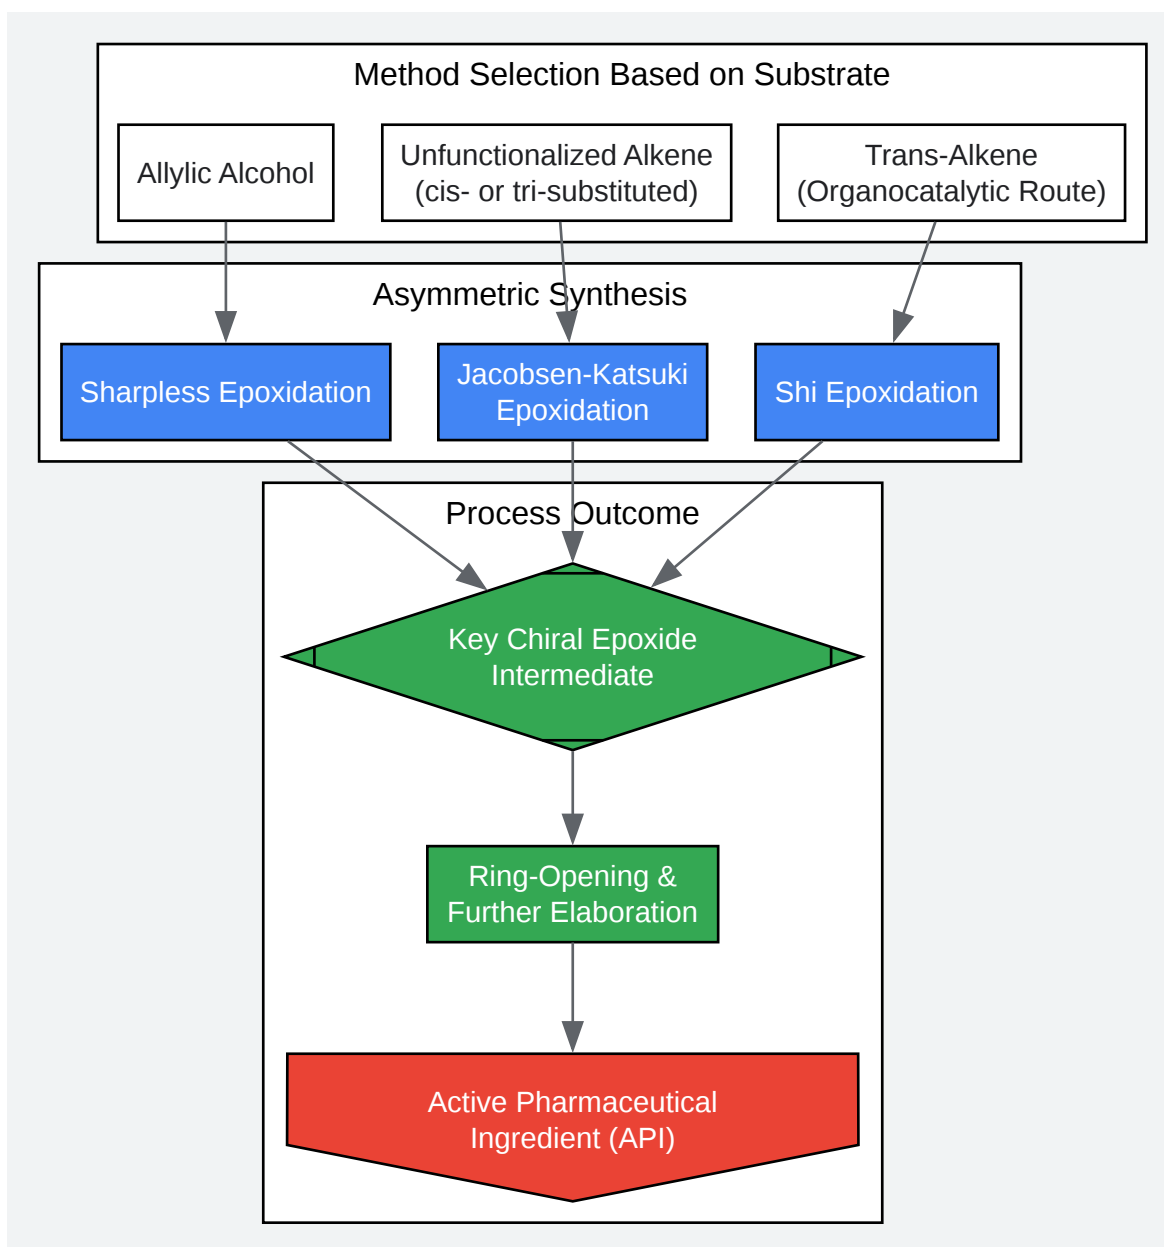 Method Selection Based on Substrate
Allylic Alcohol
Unfunctionalized Alkene
(cis- or tri-substituted)
Trans-Alkene
(Organocatalytic Route)
Asymmetric Synthesis
Sharpless Epoxidation
Jacobsen-Katsuki
Epoxidation
Shi Epoxidation
Process Outcome
Key Chiral Epoxide
Intermediate
Ring-Opening &
Further Elaboration
Active Pharmaceutical
Ingredient (API)